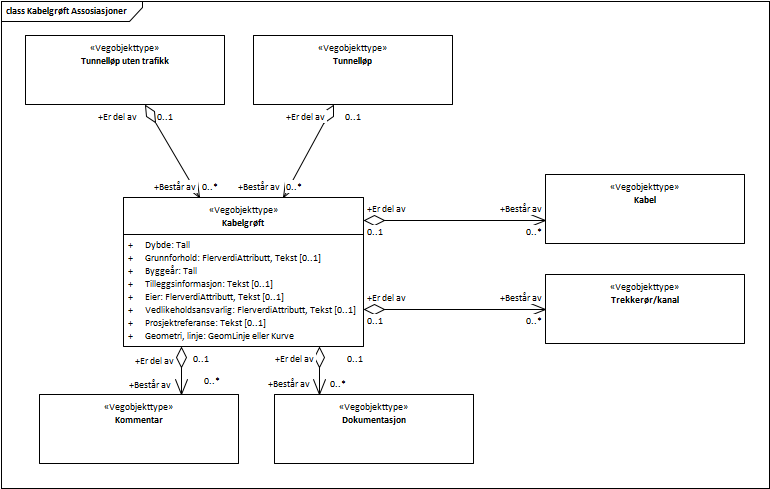 class Kabelgrøft Assosiasjoner
«Vegobjekttype»
Tunnelløp uten trafikk
«Vegobjekttype»
Tunnelløp
+Er del av 0..1
+Er del av 0..1
+Består av 0..*
+Består av 0..*
«Vegobjekttype»
Kabelgrøft
+ Dybde: Tall
+ Grunnforhold: FlerverdiAttributt, Tekst [0..1]
+ Byggeår: Tall
+ Tilleggsinformasjon: Tekst [0..1]
+ Eier: FlerverdiAttributt, Tekst [0..1]
+ Vedlikeholdsansvarlig: FlerverdiAttributt, Tekst [0..1]
+ Prosjektreferanse: Tekst [0..1]
+ Geometri, linje: GeomLinje eller Kurve
+Er del av
0..1
+Består av
0..*
«Vegobjekttype»
Kabel
+Er del av
0..1
+Består av
0..*
«Vegobjekttype»
Trekkerør/kanal
+Er del av 0..1
+Består av 0..*
+Er del av 0..1
+Består av 0..*
«Vegobjekttype»
Kommentar
«Vegobjekttype»
Dokumentasjon